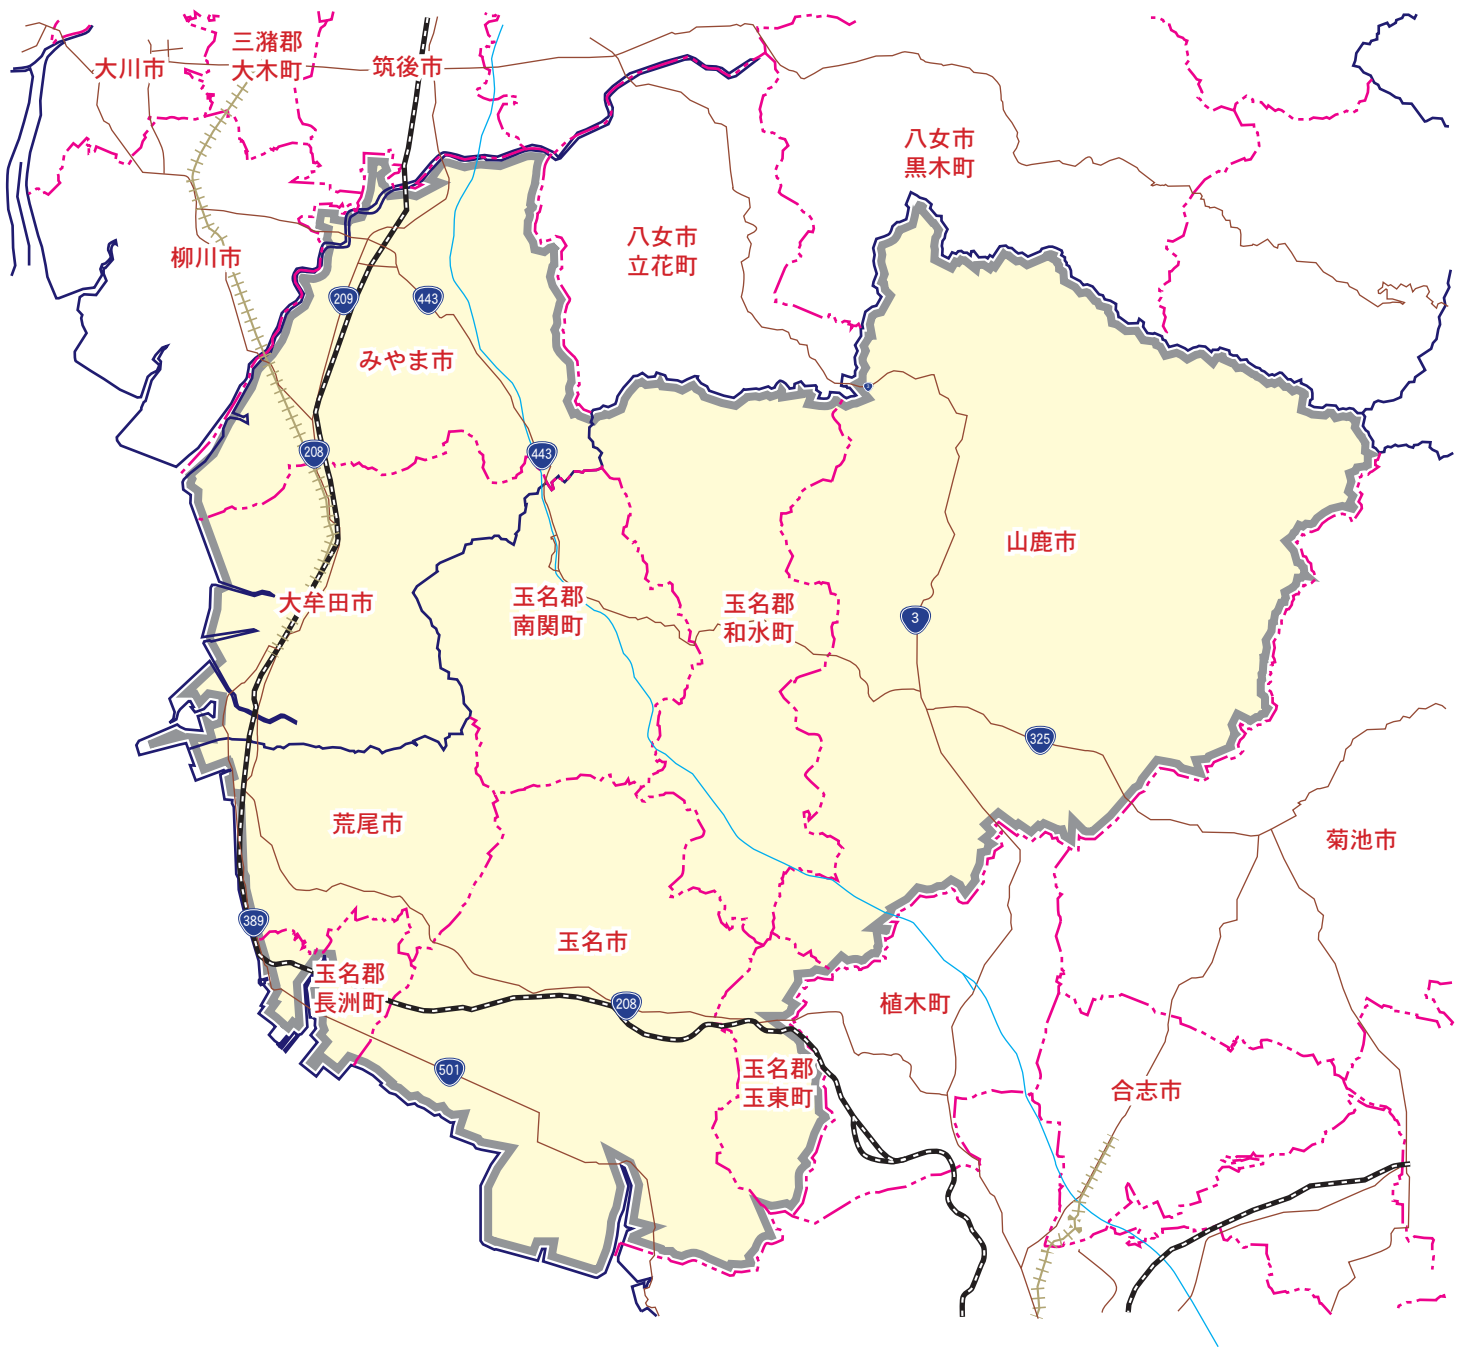 三潴郡
大木町
大川市
筑後市
八女市
黒木町
八女市
立花町
柳川市
209
443
みやま市
3
208
443
山鹿市
大牟田市
玉名郡
南関町
玉名郡
和水町
3
325
荒尾市
菊池市
389
玉名市
玉名郡
長洲町
208
植木町
501
玉名郡
玉東町
合志市